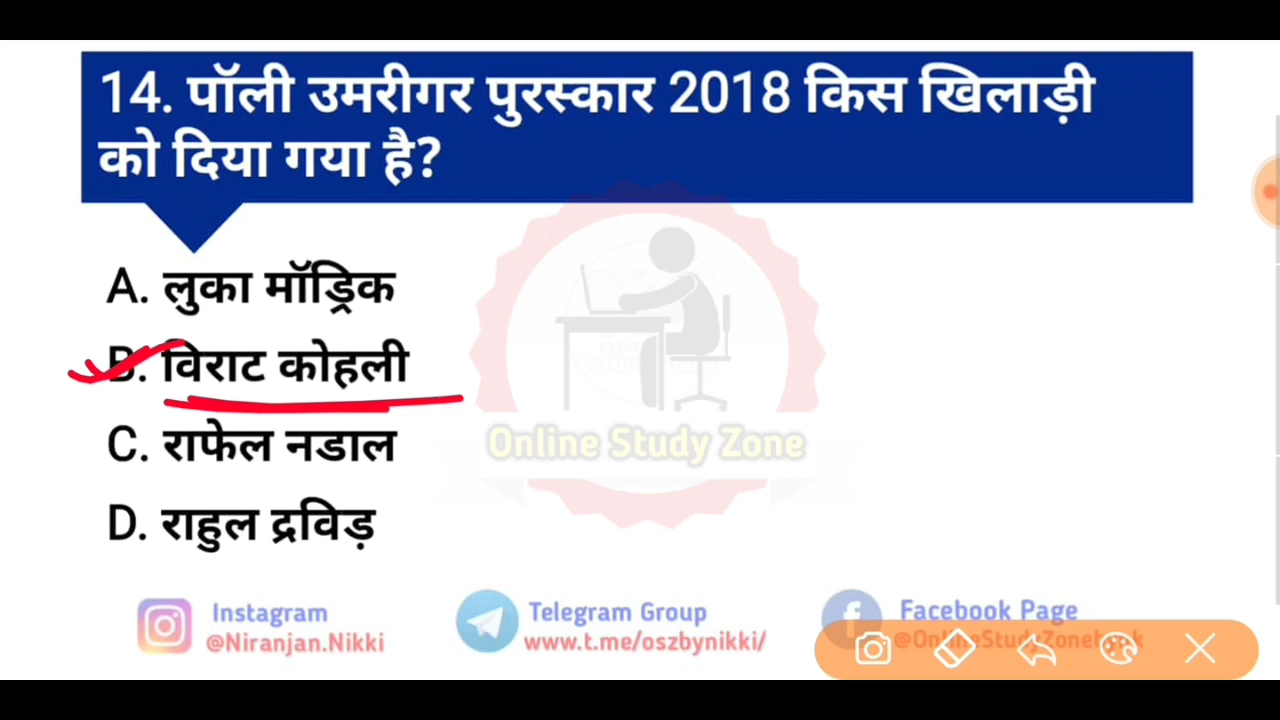 14. पॉली उमरीगर पुरस्कार 2018 किस खिलाड़ी
को दिया गया है?
A. लुका मॉड्रिक
B. विराट कोहली
C. राफेल नडाल
D. राहुल द्रविड़
Online Study Zone
Instagram
@Niranjan.Nikki
Telegram Group
www.t.me/oszbynikki/
Facebook Page